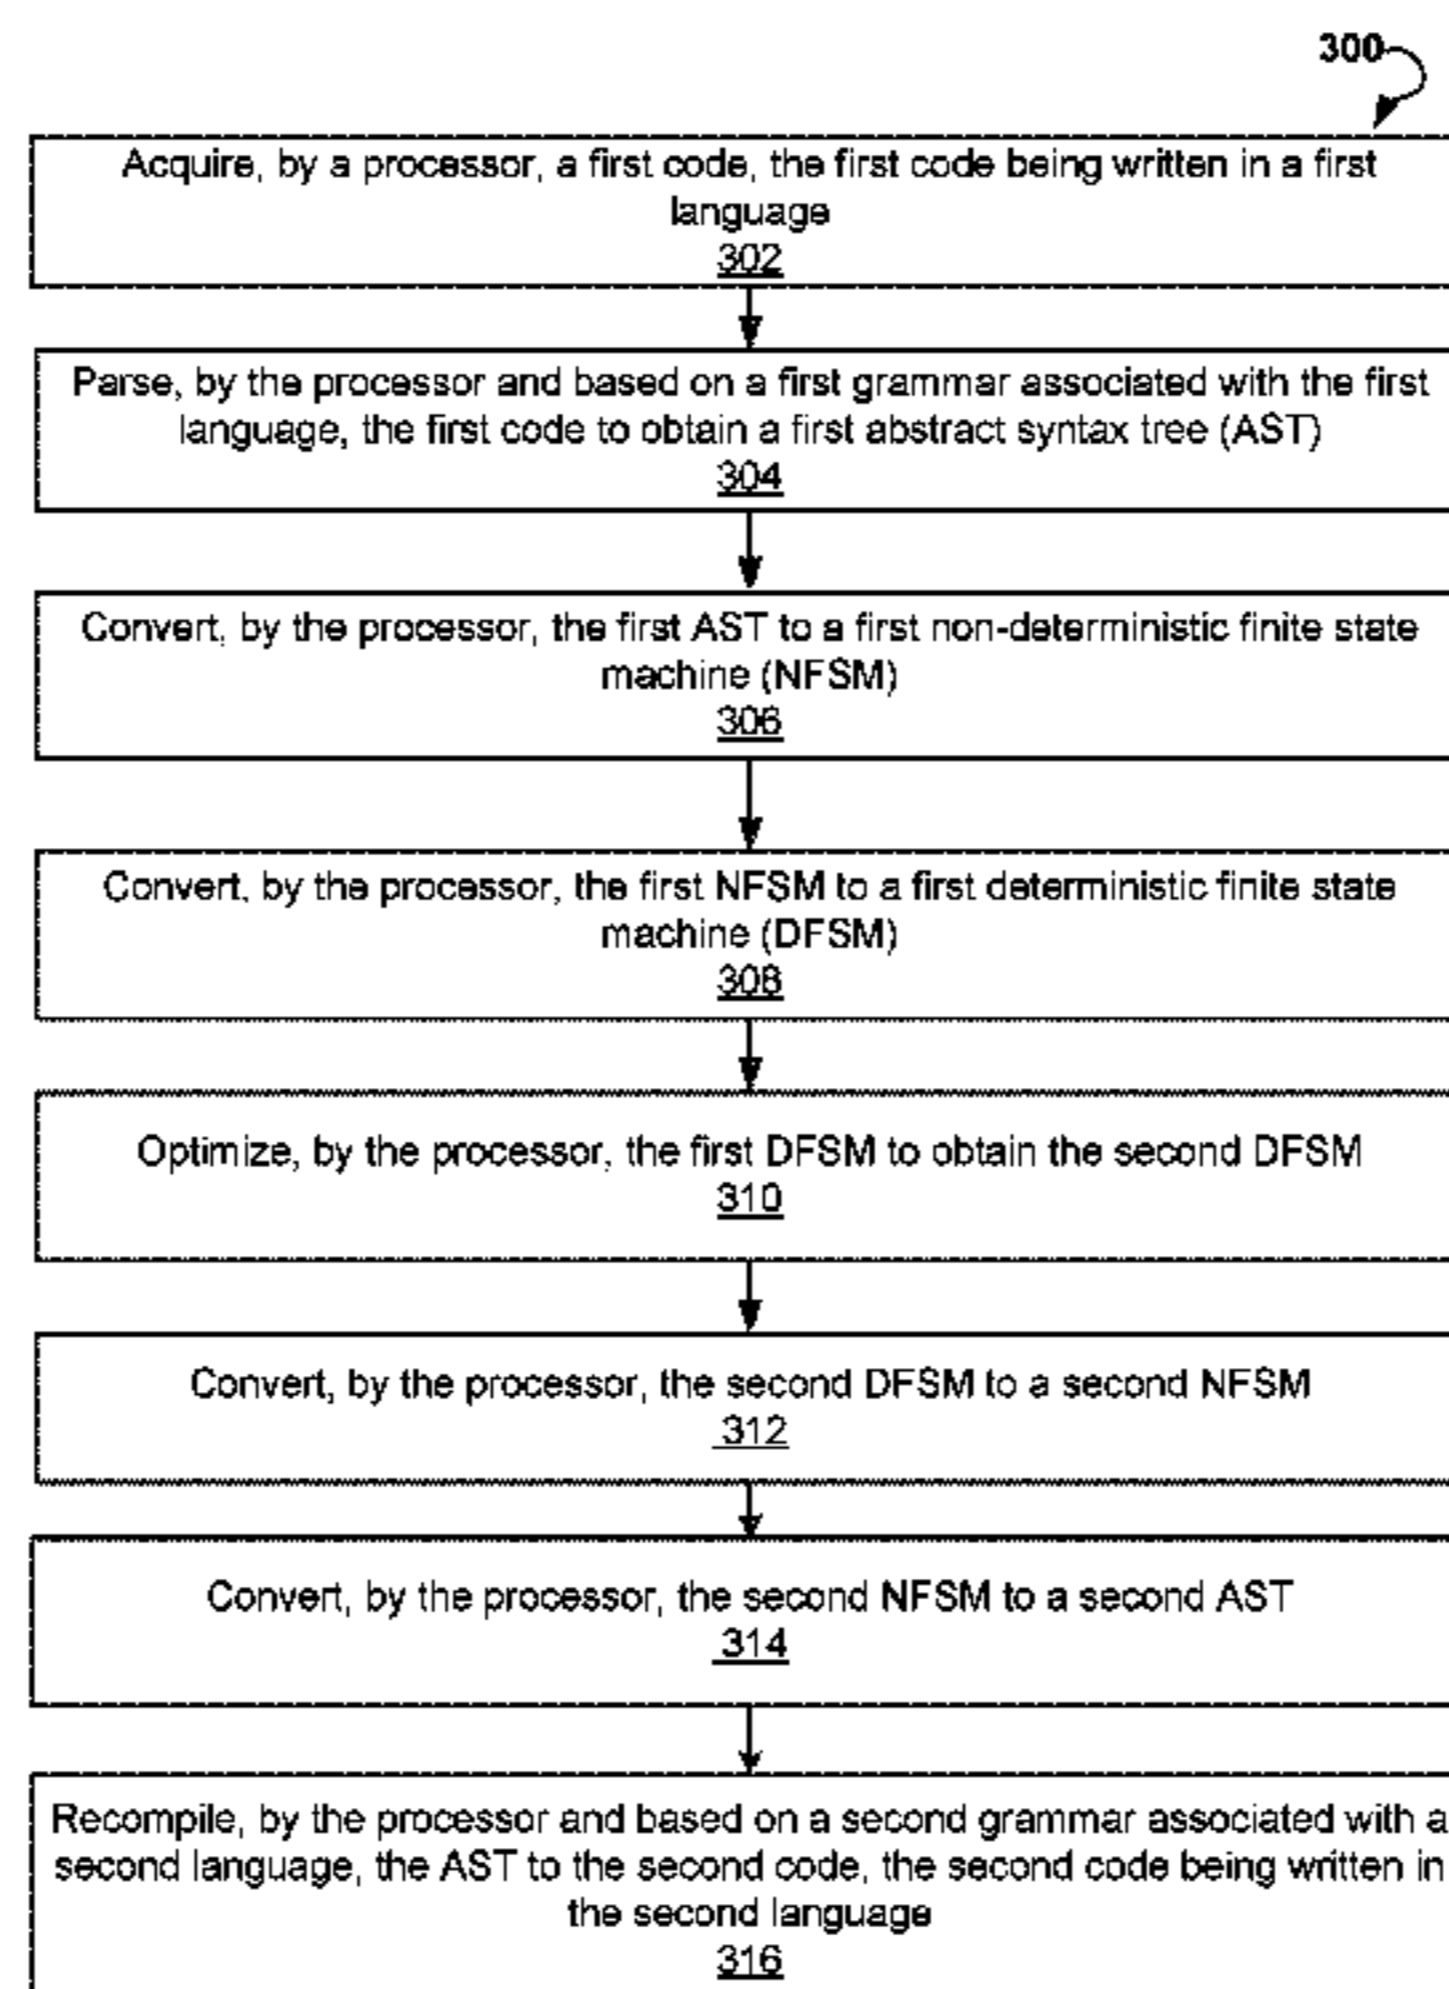 300
Acquire, by a processor, a first code, the first code being written in a first
language
302
Parse, by the processor and based on a first grammar associated with the first
language, the first code to obtain a first abstract syntax tree (AST)
304
Convert, by the processor, the first AST to a first non-deterministic finite state
machine (NFSM)
306
Convert, by the processor, the first NFSM to a first deterministic finite state
machine (DFSM)
308
Optimize, by the processor, the first DFSM to obtain the second DFSM
310
Convert, by the processor, the second DFSM to a second NFSM
312
Convert, by the processor, the second NFSM to a second AST
314
Recompile, by the processor and based on a second grammar associated with a
second language, the AST to the second code, the second code being written in
the second language
316